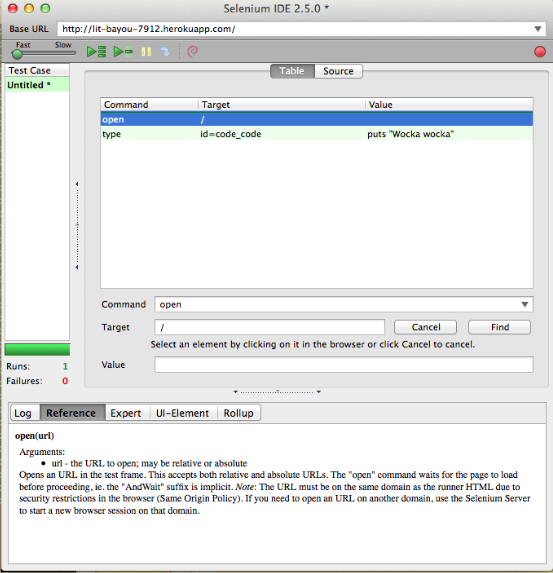 Selenium IDE 2.5.0 *
Base URL http://lit-bayou-7912.herokuapp.com/
Fast Slow
Test Case
Untitled *
Table Source
Command Target Value
open /
type id=code_code puts "Wocka wocka"
Command open
Target / Cancel Find
Select an element by clicking on it in the browser or click Cancel to cancel.
Value
Runs: 1
Failures: 0
Log Reference Expert UI-Element Rollup
open(url)
Arguments:
• url - the URL to open; may be relative or absolute
Opens an URL in the test frame. This accepts both relative and absolute URLs. The "open" command waits for the page to load
before proceeding, ie. the "AndWait" suffix is implicit. Note: The URL must be on the same domain as the runner HTML due to
security restrictions in the browser (Same Origin Policy). If you need to open an URL on another domain, use the Selenium Server
to start a new browser session on that domain.